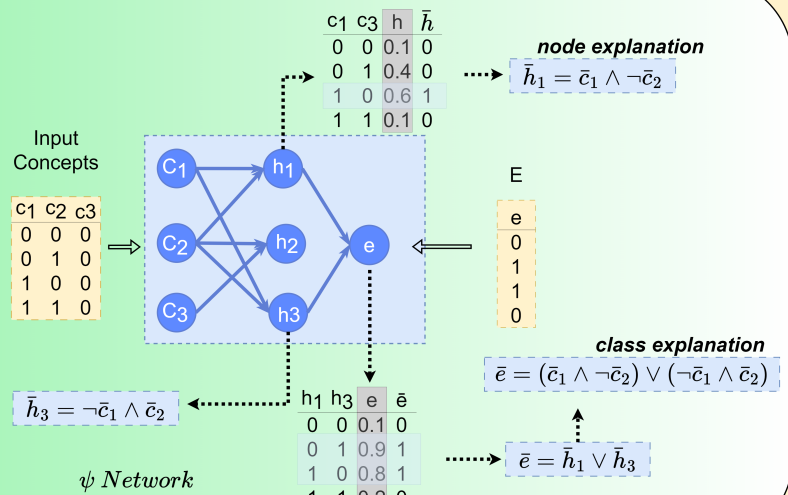 c1 c3 h h̄
0 0 0.1 0
0 1 0.4 0
1 0 0.6 1
1 1 0.1 0
node explanation
h̄₁ = c̄₁ ∧ ¬c̄₂
Input
Concepts
c1 c2 c3
0 0 0
0 1 0
1 0 0
1 1 0
C1
C2
C3
h1
h2
h3
e
E
e
0
1
1
0
class explanation
ē = (c̄₁ ∧ ¬c̄₂) ∨ (¬c̄₁ ∧ c̄₂)
h̄₃ = ¬c̄₁ ∧ c̄₂
h1 h3 e ē
0 0 0.1 0
0 1 0.9 1
1 0 0.8 1
ē = h̄₁ ∨ h̄₃
ψ Network